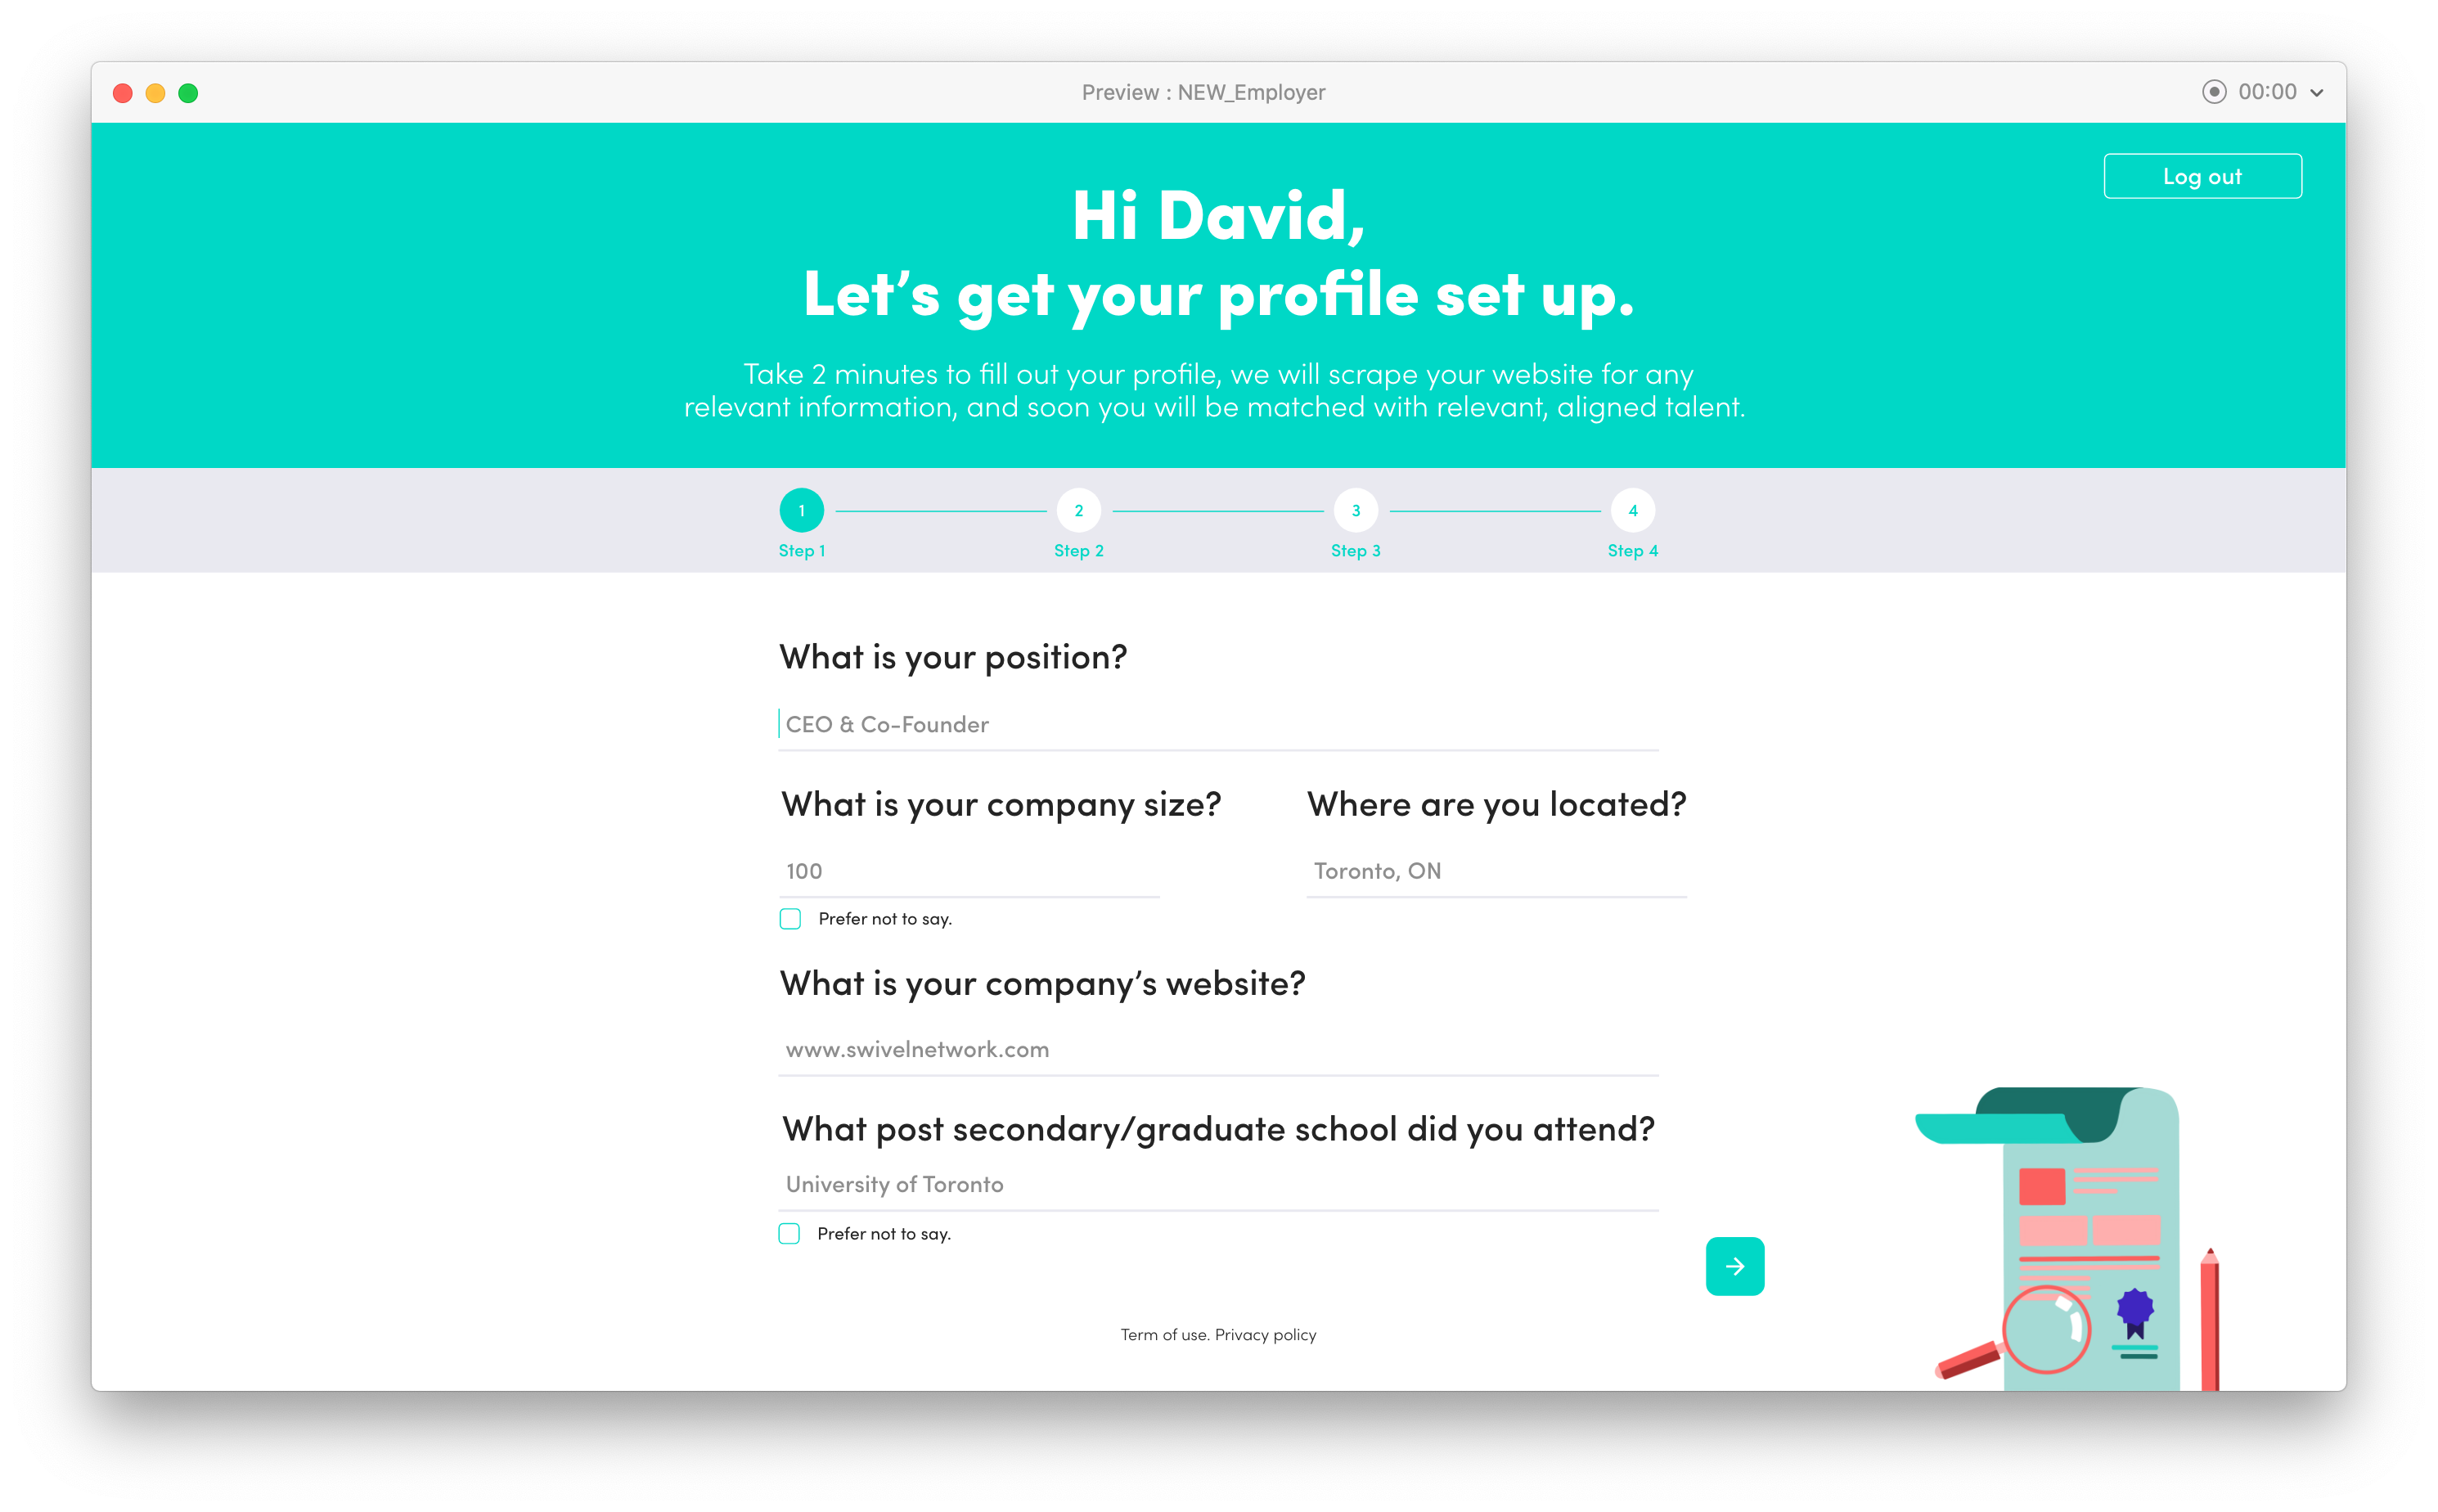 Preview : NEW_Employer
00:00
Log out
Hi David,
Let’s get your profile set up.
Take 2 minutes to fill out your profile, we will scrape your website for any
relevant information, and soon you will be matched with relevant, aligned talent.
1 2 3 4
Step 1 Step 2 Step 3 Step 4
What is your position?
CEO & Co-Founder
What is your company size? Where are you located?
100 Toronto, ON
Prefer not to say.
What is your company’s website?
www.swivelnetwork.com
What post secondary/graduate school did you attend?
University of Toronto
Prefer not to say.
Term of use. Privacy policy